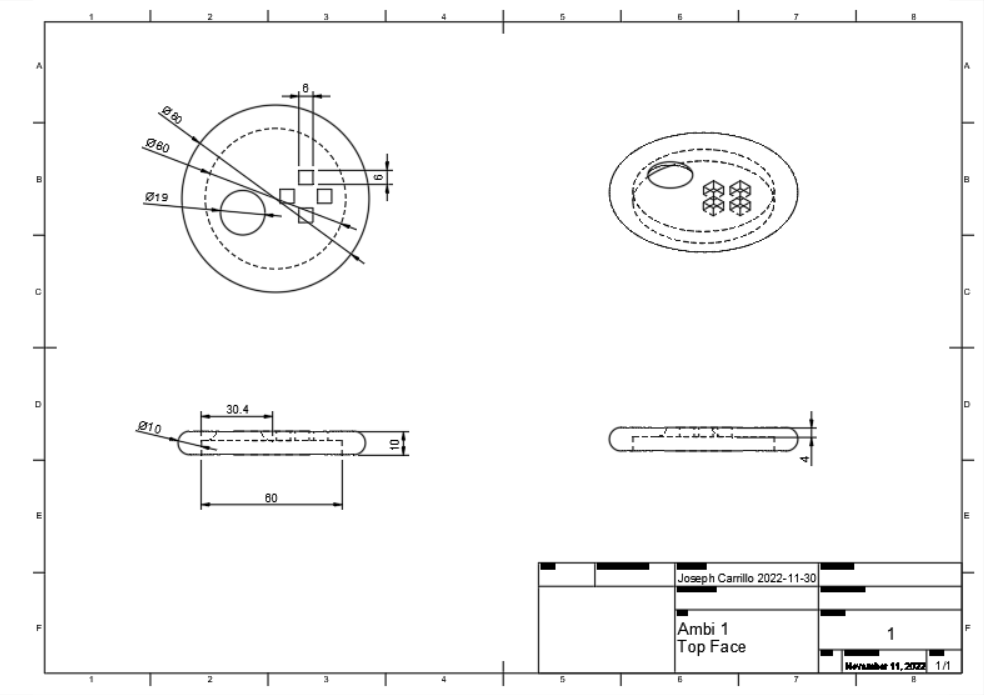 1 2 3 4 5 6 7 8
A A
6
Ø80
Ø60
B B
6
Ø19
C C
D D
30.4
Ø10
10
4
60
E E
Joseph Carrillo 2022-11-30
F F
Ambi 1
Top Face
1
November 11, 2022
1/1
1 2 3 4 5 6 7 8